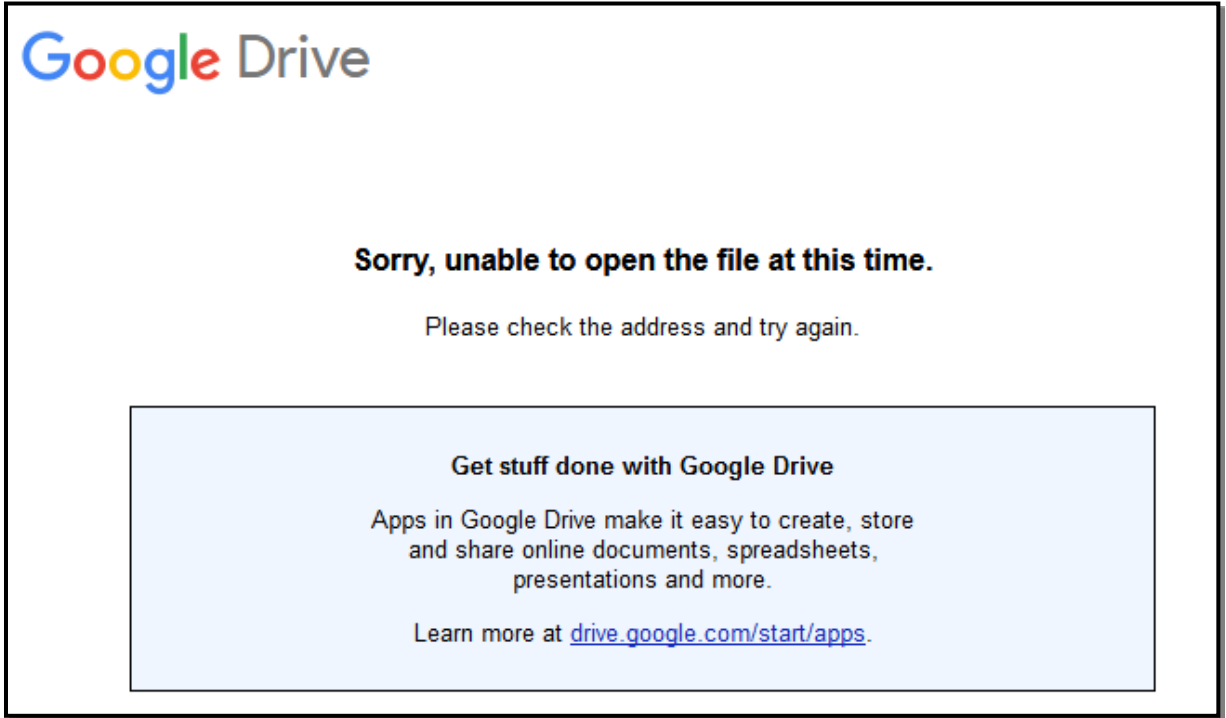 Google Drive
Sorry, unable to open the file at this time.
Please check the address and try again.
Get stuff done with Google Drive
Apps in Google Drive make it easy to create, store
and share online documents, spreadsheets,
presentations and more.
Learn more at drive.google.com/start/apps.